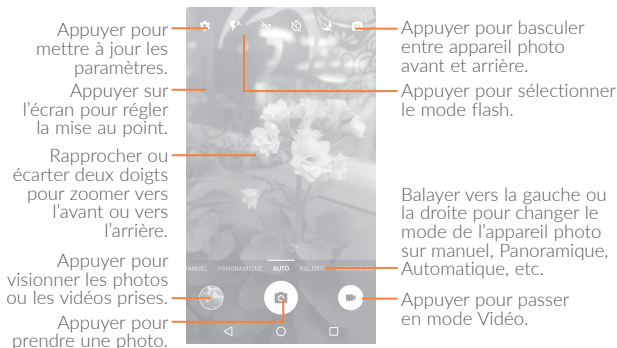 Appuyer pour
mettre à jour les
paramètres.
Appuyer sur
l'écran pour régler
la mise au point.
Rapprocher ou
écarter deux doigts
pour zoomer vers
l'avant ou vers
l'arrière.
Appuyer pour
visionner les photos
ou les vidéos prises.
Appuyer pour
prendre une photo.
A
PANORAMIQUE AUTO RALENTI
Appuyer pour basculer
entre appareil photo
avant et arrière.
Appuyer pour sélectionner
le mode flash.
Balayer vers la gauche ou
la droite pour changer le
mode de l'appareil photo
sur manuel, Panoramique,
Automatique, etc.
Appuyer pour passer
en mode Vidéo.